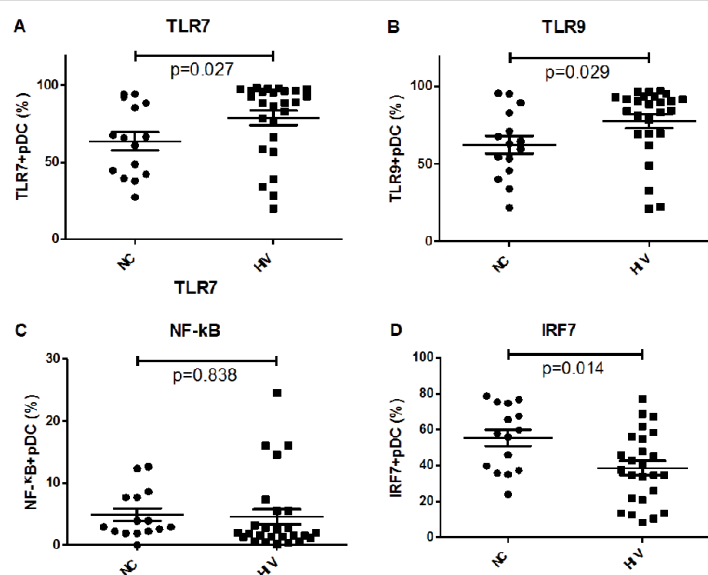 A
TLR7
p=0.027
TLR7+pDC (%)
100
50
0
NC
HIV
B
TLR9
p=0.029
TLR9+pDC (%)
100
50
0
NC
HIV
TLR7
C
NF-kB
p=0.838
NF-κB+pDC (%)
30
20
10
0
NC
HIV
D
IRF7
p=0.014
IRF7+pDC (%)
100
80
60
40
20
0
NC
HIV